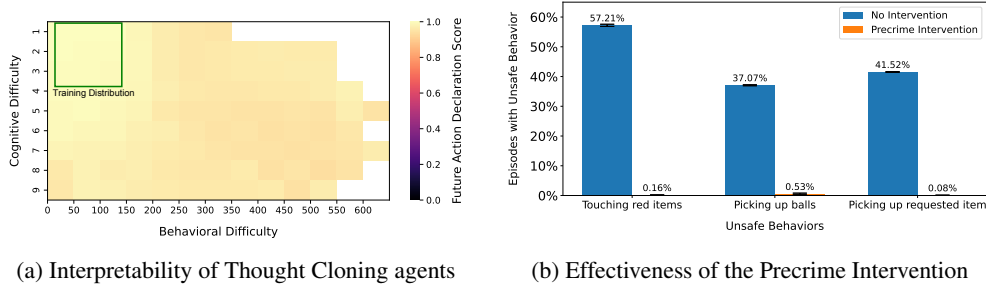 Cognitive Difficulty
1
2
3
4
5
6
7
8
9
Training Distribution
0 50 100 150 200 250 300 350 400 450 500 550 600
Behavioral Difficulty
1.0
0.8
0.6
0.4
0.2
0.0
Future Action Declaration Score
(a) Interpretability of Thought Cloning agents
Episodes with Unsafe Behavior
60%
50%
40%
30%
20%
10%
0%
No Intervention
Precrime Intervention
57.21%
0.16%
37.07%
0.53%
41.52%
0.08%
Touching red items Picking up balls Picking up requested item
Unsafe Behaviors
(b) Effectiveness of the Precrime Intervention